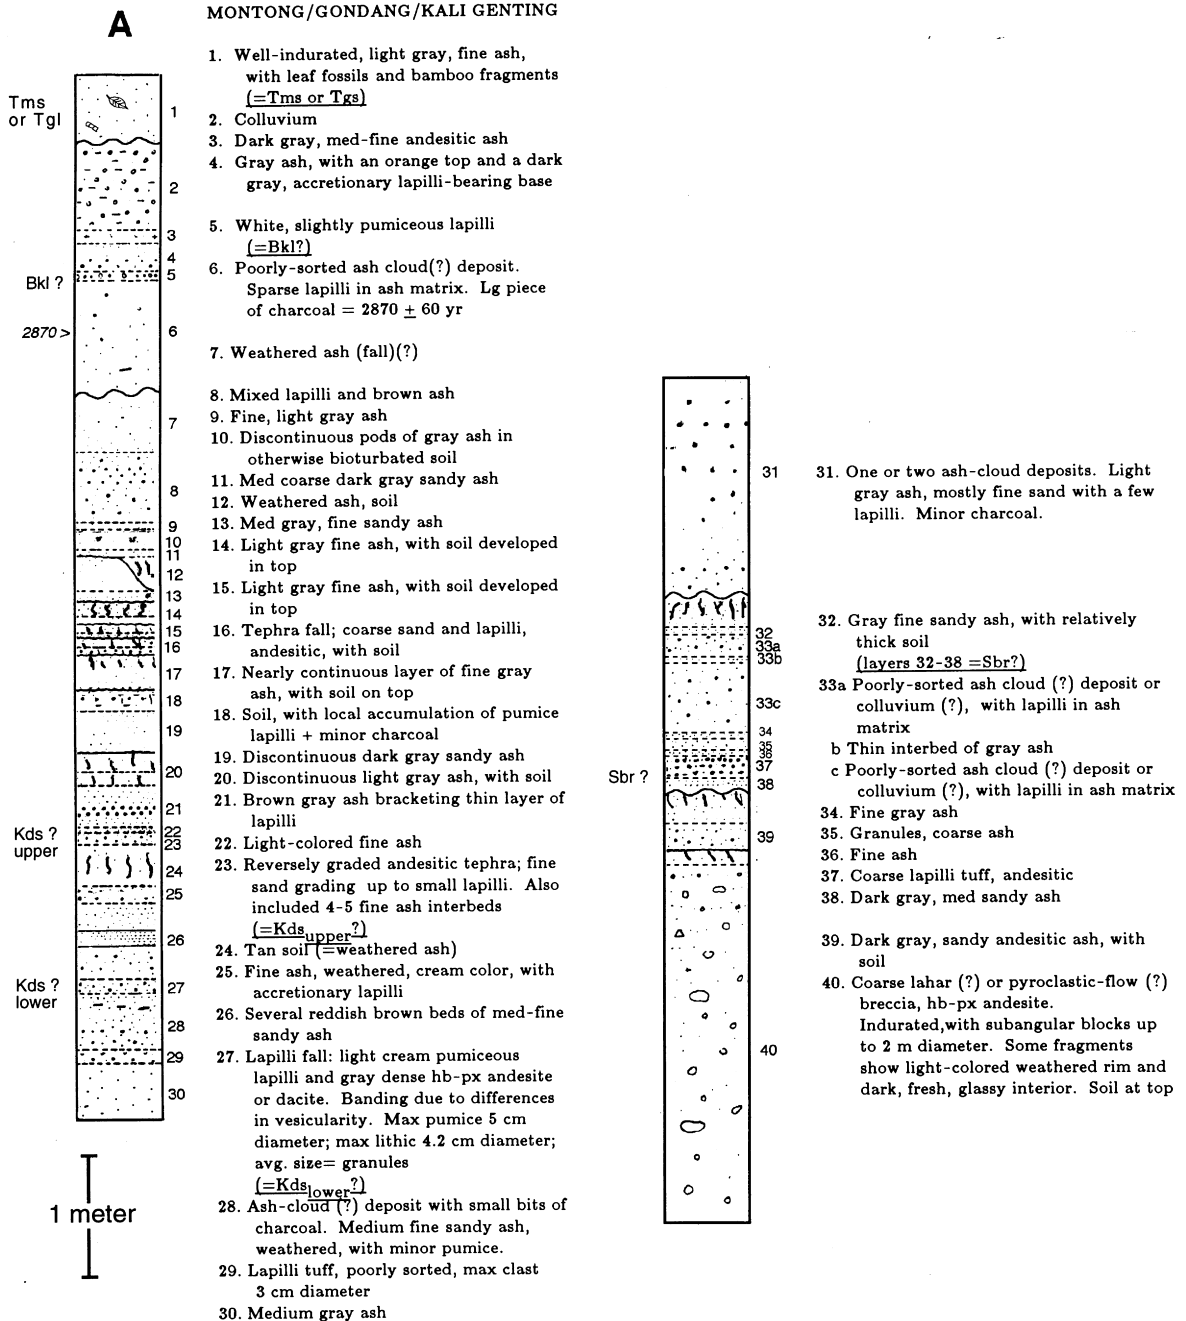 A
MONTONG/GONDANG/KALI GENTING
Tms
or Tgl
Bkl ?
2870 >
Kds ?
upper
Kds ?
lower
1 meter
1
2
3
4
5
6
7
8
9
10
11
12
13
14
15
16
17
18
19
20
21
22
23
24
25
26
27
28
29
30
1. Well-indurated, light gray, fine ash,
with leaf fossils and bamboo fragments
(=Tms or Tgs)
2. Colluvium
3. Dark gray, med-fine andesitic ash
4. Gray ash, with an orange top and a dark
gray, accretionary lapilli-bearing base
5. White, slightly pumiceous lapilli
(=Bkl?)
6. Poorly-sorted ash cloud(?) deposit.
Sparse lapilli in ash matrix. Lg piece
of charcoal = 2870 ± 60 yr
7. Weathered ash (fall)(?)
8. Mixed lapilli and brown ash
9. Fine, light gray ash
10. Discontinuous pods of gray ash in
otherwise bioturbated soil
11. Med coarse dark gray sandy ash
12. Weathered ash, soil
13. Med gray, fine sandy ash
14. Light gray fine ash, with soil developed
in top
15. Light gray fine ash, with soil developed
in top
16. Tephra fall; coarse sand and lapilli,
andesitic, with soil
17. Nearly continuous layer of fine gray
ash, with soil on top
18. Soil, with local accumulation of pumice
lapilli + minor charcoal
19. Discontinuous dark gray sandy ash
20. Discontinuous light gray ash, with soil
21. Brown gray ash bracketing thin layer of
lapilli
22. Light-colored fine ash
23. Reversely graded andesitic tephra; fine
sand grading up to small lapilli. Also
included 4-5 fine ash interbeds
(=Kds upper?)
24. Tan soil (=weathered ash)
25. Fine ash, weathered, cream color, with
accretionary lapilli
26. Several reddish brown beds of med-fine
sandy ash
27. Lapilli fall: light cream pumiceous
lapilli and gray dense hb-px andesite
or dacite. Banding due to differences
in vesicularity. Max pumice 5 cm
diameter; max lithic 4.2 cm diameter;
avg. size= granules
(=Kds lower?)
28. Ash-cloud (?) deposit with small bits of
charcoal. Medium fine sandy ash,
weathered, with minor pumice.
29. Lapilli tuff, poorly sorted, max clast
3 cm diameter
30. Medium gray ash
Sbr ?
31
32
33a
33b
33c
34
35
36
37
38
39
40
31. One or two ash-cloud deposits. Light
gray ash, mostly fine sand with a few
lapilli. Minor charcoal.
32. Gray fine sandy ash, with relatively
thick soil
(layers 32-38 =Sbr?)
33a Poorly-sorted ash cloud (?) deposit or
colluvium (?), with lapilli in ash
matrix
b Thin interbed of gray ash
c Poorly-sorted ash cloud (?) deposit or
colluvium (?), with lapilli in ash matrix
34. Fine gray ash
35. Granules, coarse ash
36. Fine ash
37. Coarse lapilli tuff, andesitic
38. Dark gray, med sandy ash
39. Dark gray, sandy andesitic ash, with
soil
40. Coarse lahar (?) or pyroclastic-flow (?)
breccia, hb-px andesite.
Indurated,with subangular blocks up
to 2 m diameter. Some fragments
show light-colored weathered rim and
dark, fresh, glassy interior. Soil at top